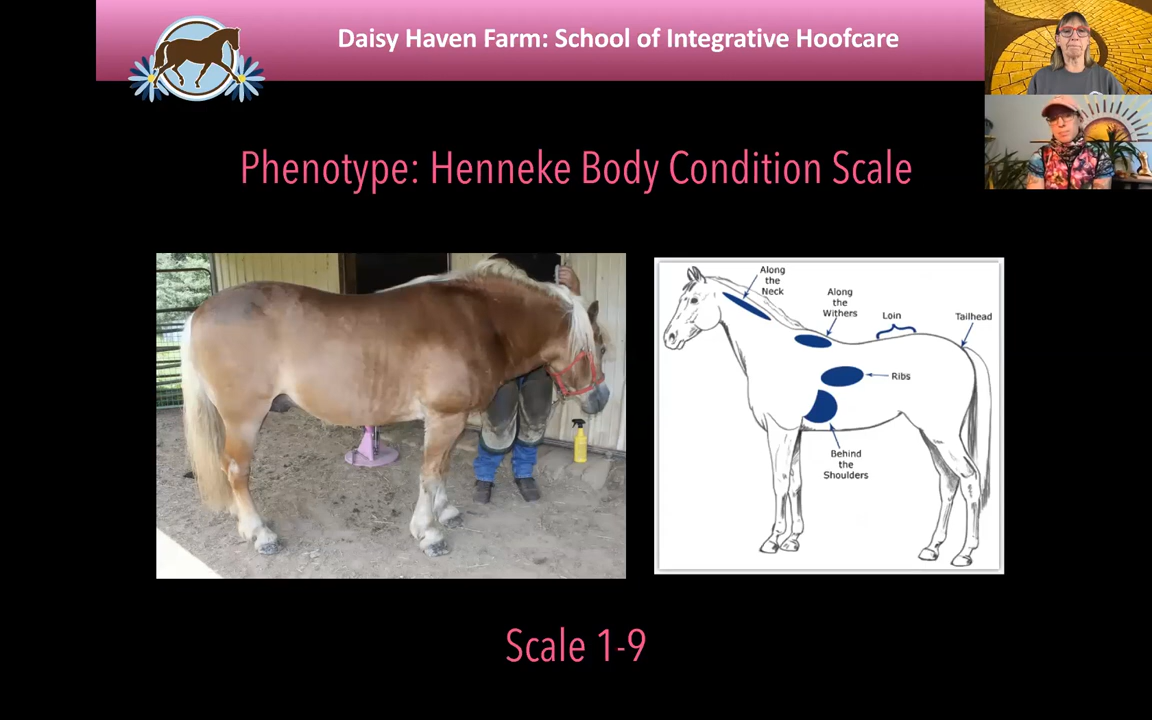 Daisy Haven Farm: School of Integrative Hoofcare
Phenotype: Henneke Body Condition Scale
Along
the
Neck
Along
the
Withers
Loin
Tailhead
Ribs
Behind
the
Shoulders
Scale 1-9